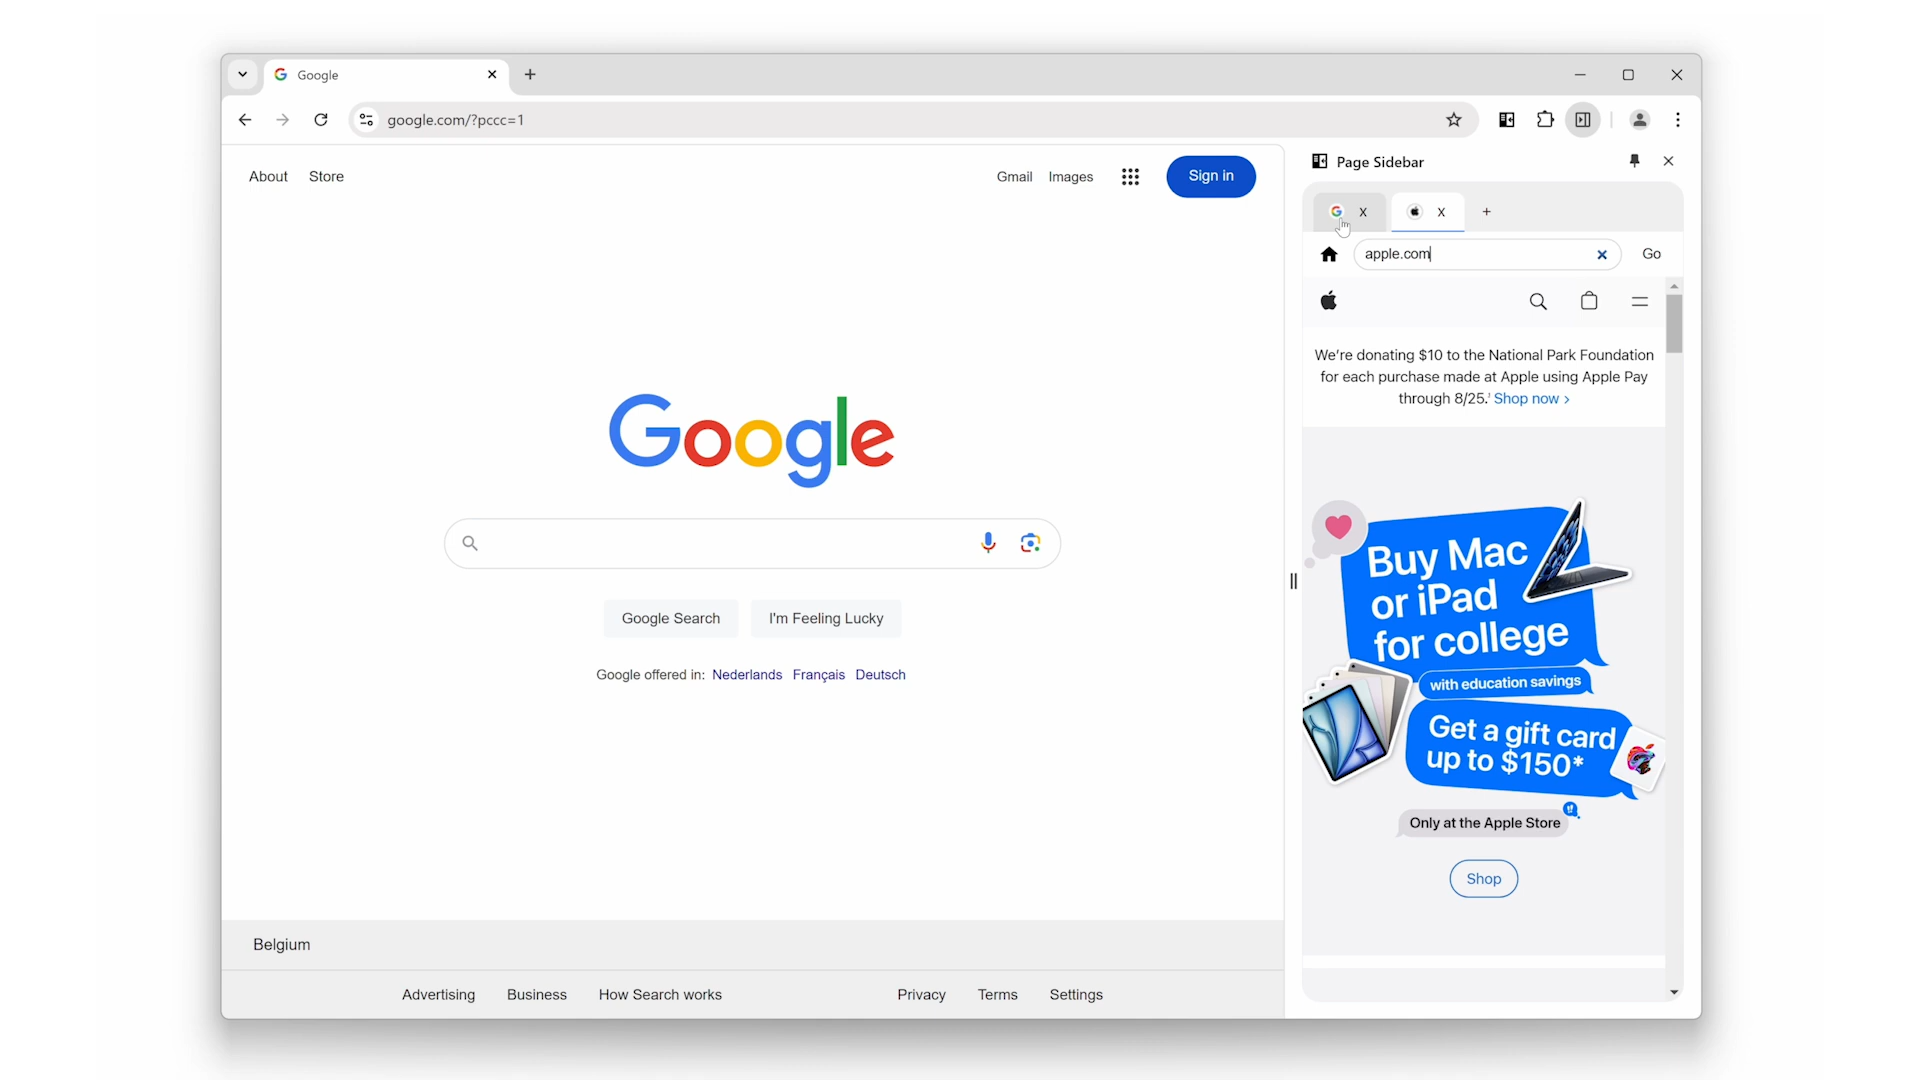 Google
google.com/?pccc=1
About Store
Gmail Images Sign in
Google
Google Search I'm Feeling Lucky
Google offered in: Nederlands Français Deutsch
Belgium
Advertising Business How Search works Privacy Terms Settings
Page Sidebar
X X +
apple.com Go
We're donating $10 to the National Park Foundation
for each purchase made at Apple using Apple Pay
through 8/25.¹ Shop now >
Buy Mac
or iPad
for college
with education savings
Get a gift card
up to $150*
Only at the Apple Store
Shop